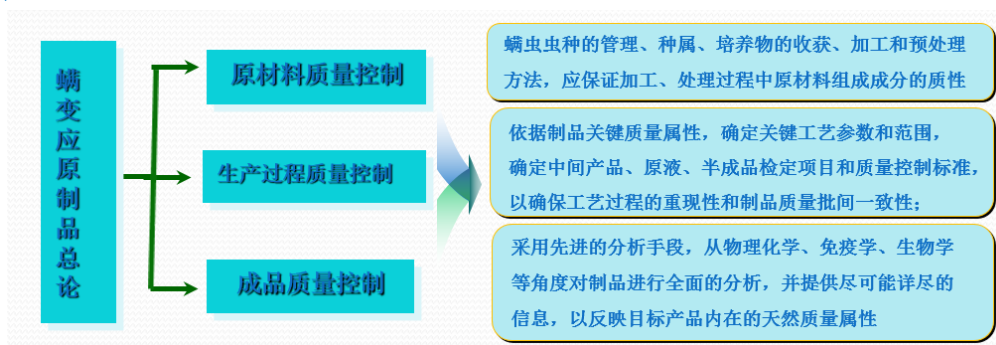 螨变应原制品总论
原材料质量控制
螨虫虫种的管理、种属、培养物的收获、加工和预处理
方法，应保证加工、处理过程中原材料组成成分的质性
生产过程质量控制
依据制品关键质量属性，确定关键工艺参数和范围，
确定中间产品、原液、半成品检定项目和质量控制标准，
以确保工艺过程的重现性和制品质量批间一致性；
成品质量控制
采用先进的分析手段，从物理化学、免疫学、生物学
等角度对制品进行全面的分析，并提供尽可能详尽的
信息，以反映目标产品内在的天然质量属性